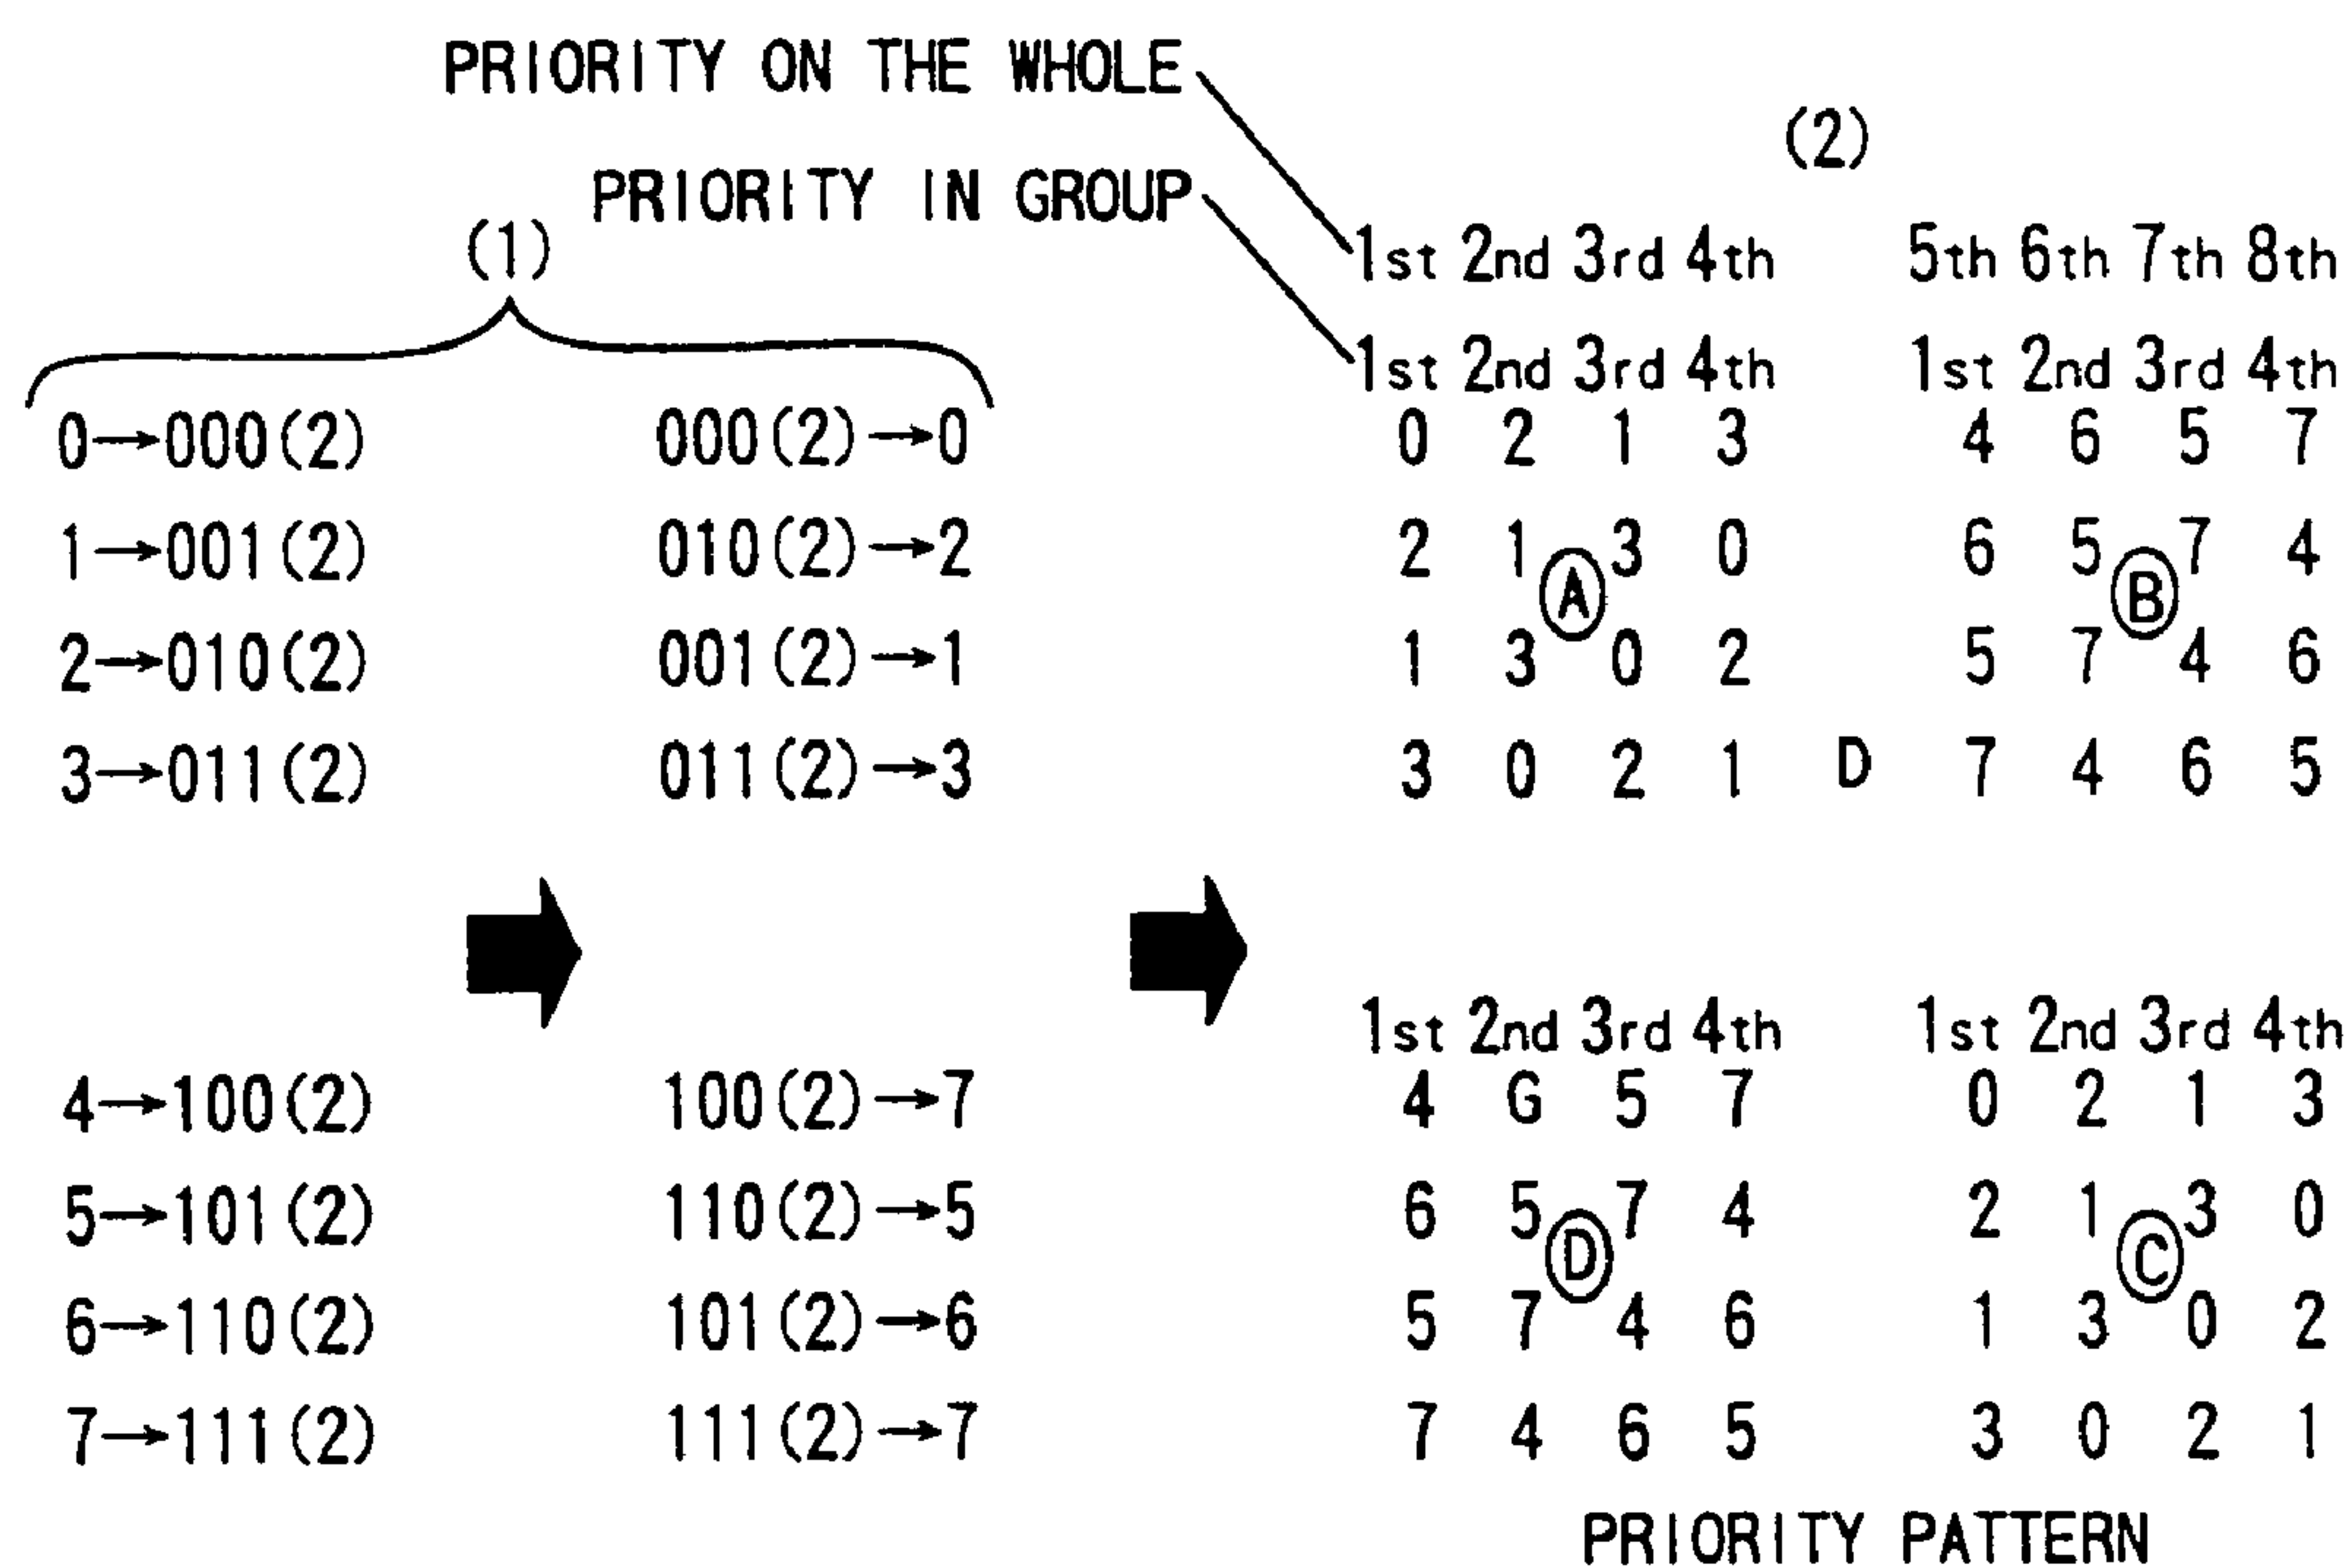 PRIORITY ON THE WHOLE
(2)
PRIORITY IN GROUP
(1)
1st 2nd 3rd 4th 5th 6th 7th 8th
1st 2nd 3rd 4th 1st 2nd 3rd 4th
0→000(2) 000(2)→0 0 2 1 3 4 6 5 7
1→001(2) 010(2)→2 2 1 3 0 6 5 7 4
A B
2→010(2) 001(2)→1 1 3 0 2 5 7 4 6
3→011(2) 011(2)→3 3 0 2 1 D 7 4 6 5
1st 2nd 3rd 4th 1st 2nd 3rd 4th
4→100(2) 100(2)→7 4 G 5 7 0 2 1 3
5→101(2) 110(2)→5 6 5 7 4 2 1 3 0
D C
6→110(2) 101(2)→6 5 7 4 6 1 3 0 2
7→111(2) 111(2)→7 7 4 6 5 3 0 2 1
PRIORITY PATTERN